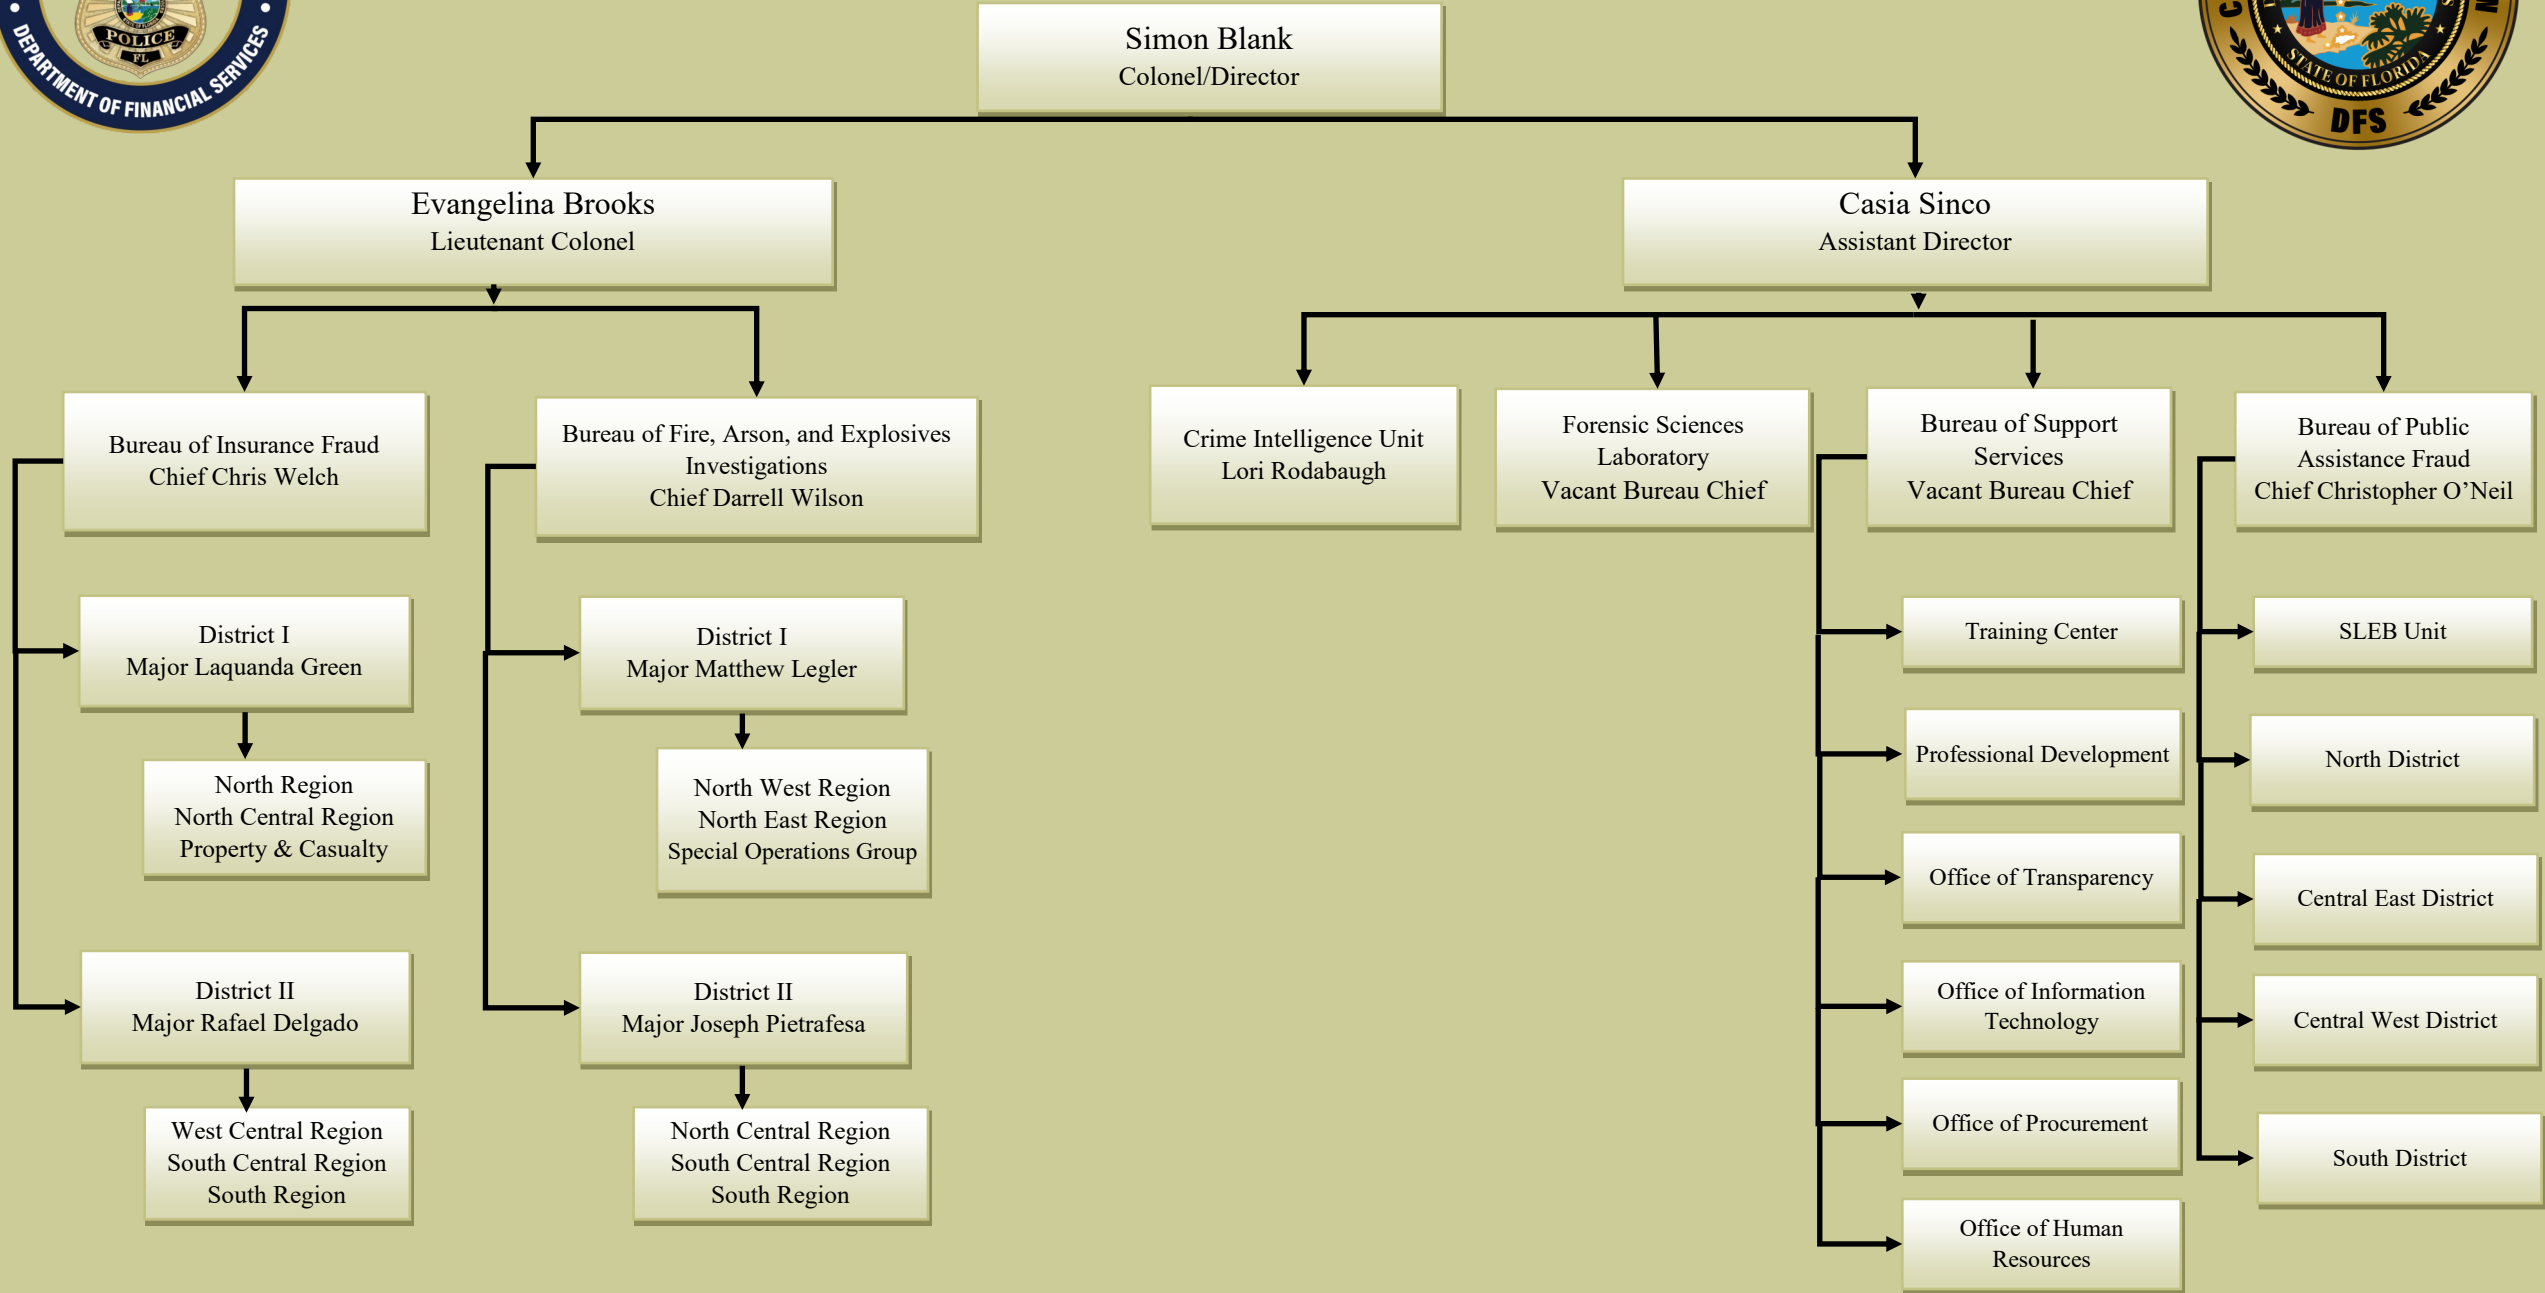 POLICE
FL
DEPARTMENT OF FINANCIAL SERVICES
STATE OF FLORIDA
DFS
Simon Blank
Colonel/Director
Evangelina Brooks
Lieutenant Colonel
Casia Sinco
Assistant Director
Bureau of Insurance Fraud
Chief Chris Welch
Bureau of Fire, Arson, and Explosives
Investigations
Chief Darrell Wilson
Crime Intelligence Unit
Lori Rodabaugh
Forensic Sciences
Laboratory
Vacant Bureau Chief
Bureau of Support
Services
Vacant Bureau Chief
Bureau of Public
Assistance Fraud
Chief Christopher O’Neil
District I
Major Laquanda Green
North Region
North Central Region
Property & Casualty
District II
Major Rafael Delgado
West Central Region
South Central Region
South Region
District I
Major Matthew Legler
North West Region
North East Region
Special Operations Group
District II
Major Joseph Pietrafesa
North Central Region
South Central Region
South Region
Training Center
Professional Development
Office of Transparency
Office of Information
Technology
Office of Procurement
Office of Human
Resources
SLEB Unit
North District
Central East District
Central West District
South District